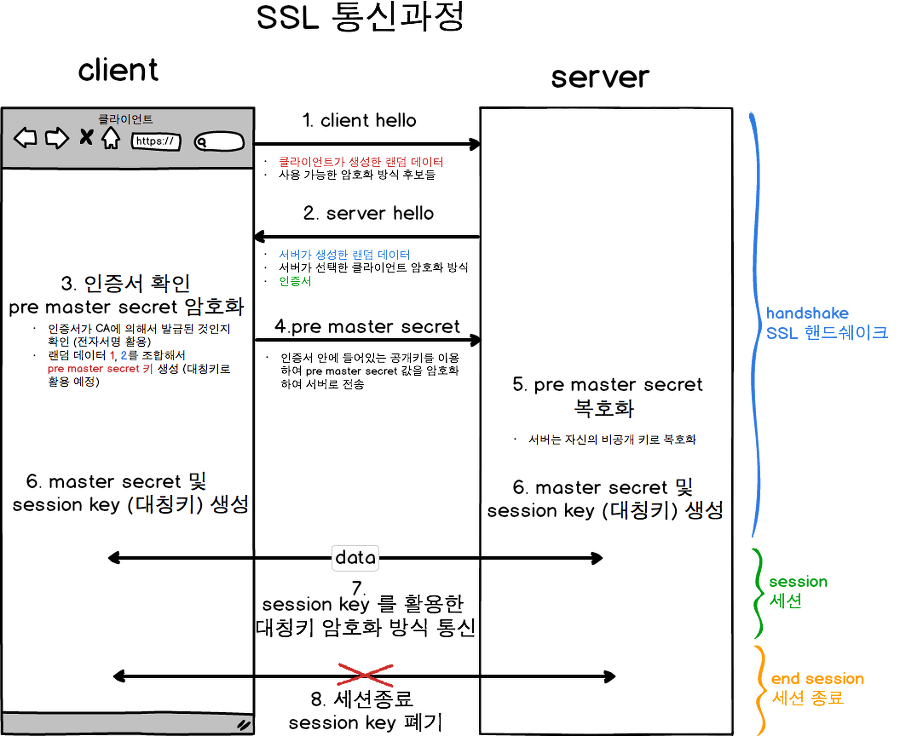 SSL 통신과정
client
server
클라이언트
https://
1. client hello
· 클라이언트가 생성한 랜덤 데이터
· 사용 가능한 암호화 방식 후보들
2. server hello
· 서버가 생성한 랜덤 데이터
· 서버가 선택한 클라이언트 암호화 방식
· 인증서
3. 인증서 확인
pre master secret 암호화
· 인증서가 CA에 의해서 발급된 것인지
확인 (전자서명 활용)
· 랜덤 데이터 1, 2를 조합해서
pre master secret 키 생성 (대칭키로
활용 예정)
4.pre master secret
· 인증서 안에 들어있는 공개키를 이용
하여 pre master secret 값을 암호화
하여 서버로 전송
5. pre master secret
복호화
· 서버는 자신의 비공개 키로 복호화
6. master secret 및
session key (대칭키) 생성
6. master secret 및
session key (대칭키) 생성
handshake
SSL 핸드쉐이크
data
7.
session key 를 활용한
대칭키 암호화 방식 통신
session
세션
8. 세션종료
session key 폐기
end session
세션 종료